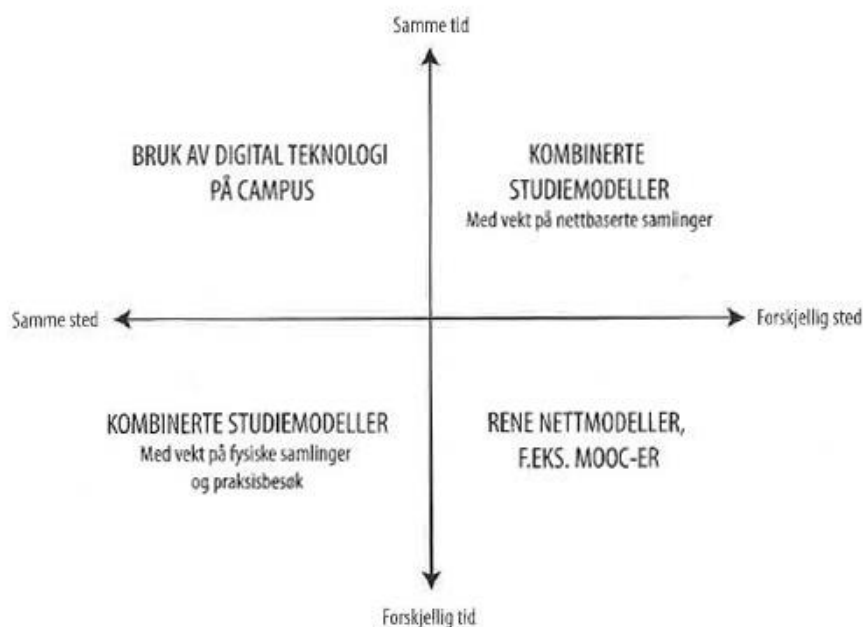 Samme tid
BRUK AV DIGITAL TEKNOLOGI
PÅ CAMPUS
KOMBINERTE
STUDIEMODELLER
Med vekt på nettbaserte samlinger
Samme sted
Forskjellig sted
KOMBINERTE STUDIEMODELLER
Med vekt på fysiske samlinger
og praksisbesøk
RENE NETTMODELLER,
F.EKS. MOOC-ER
Forskjellig tid